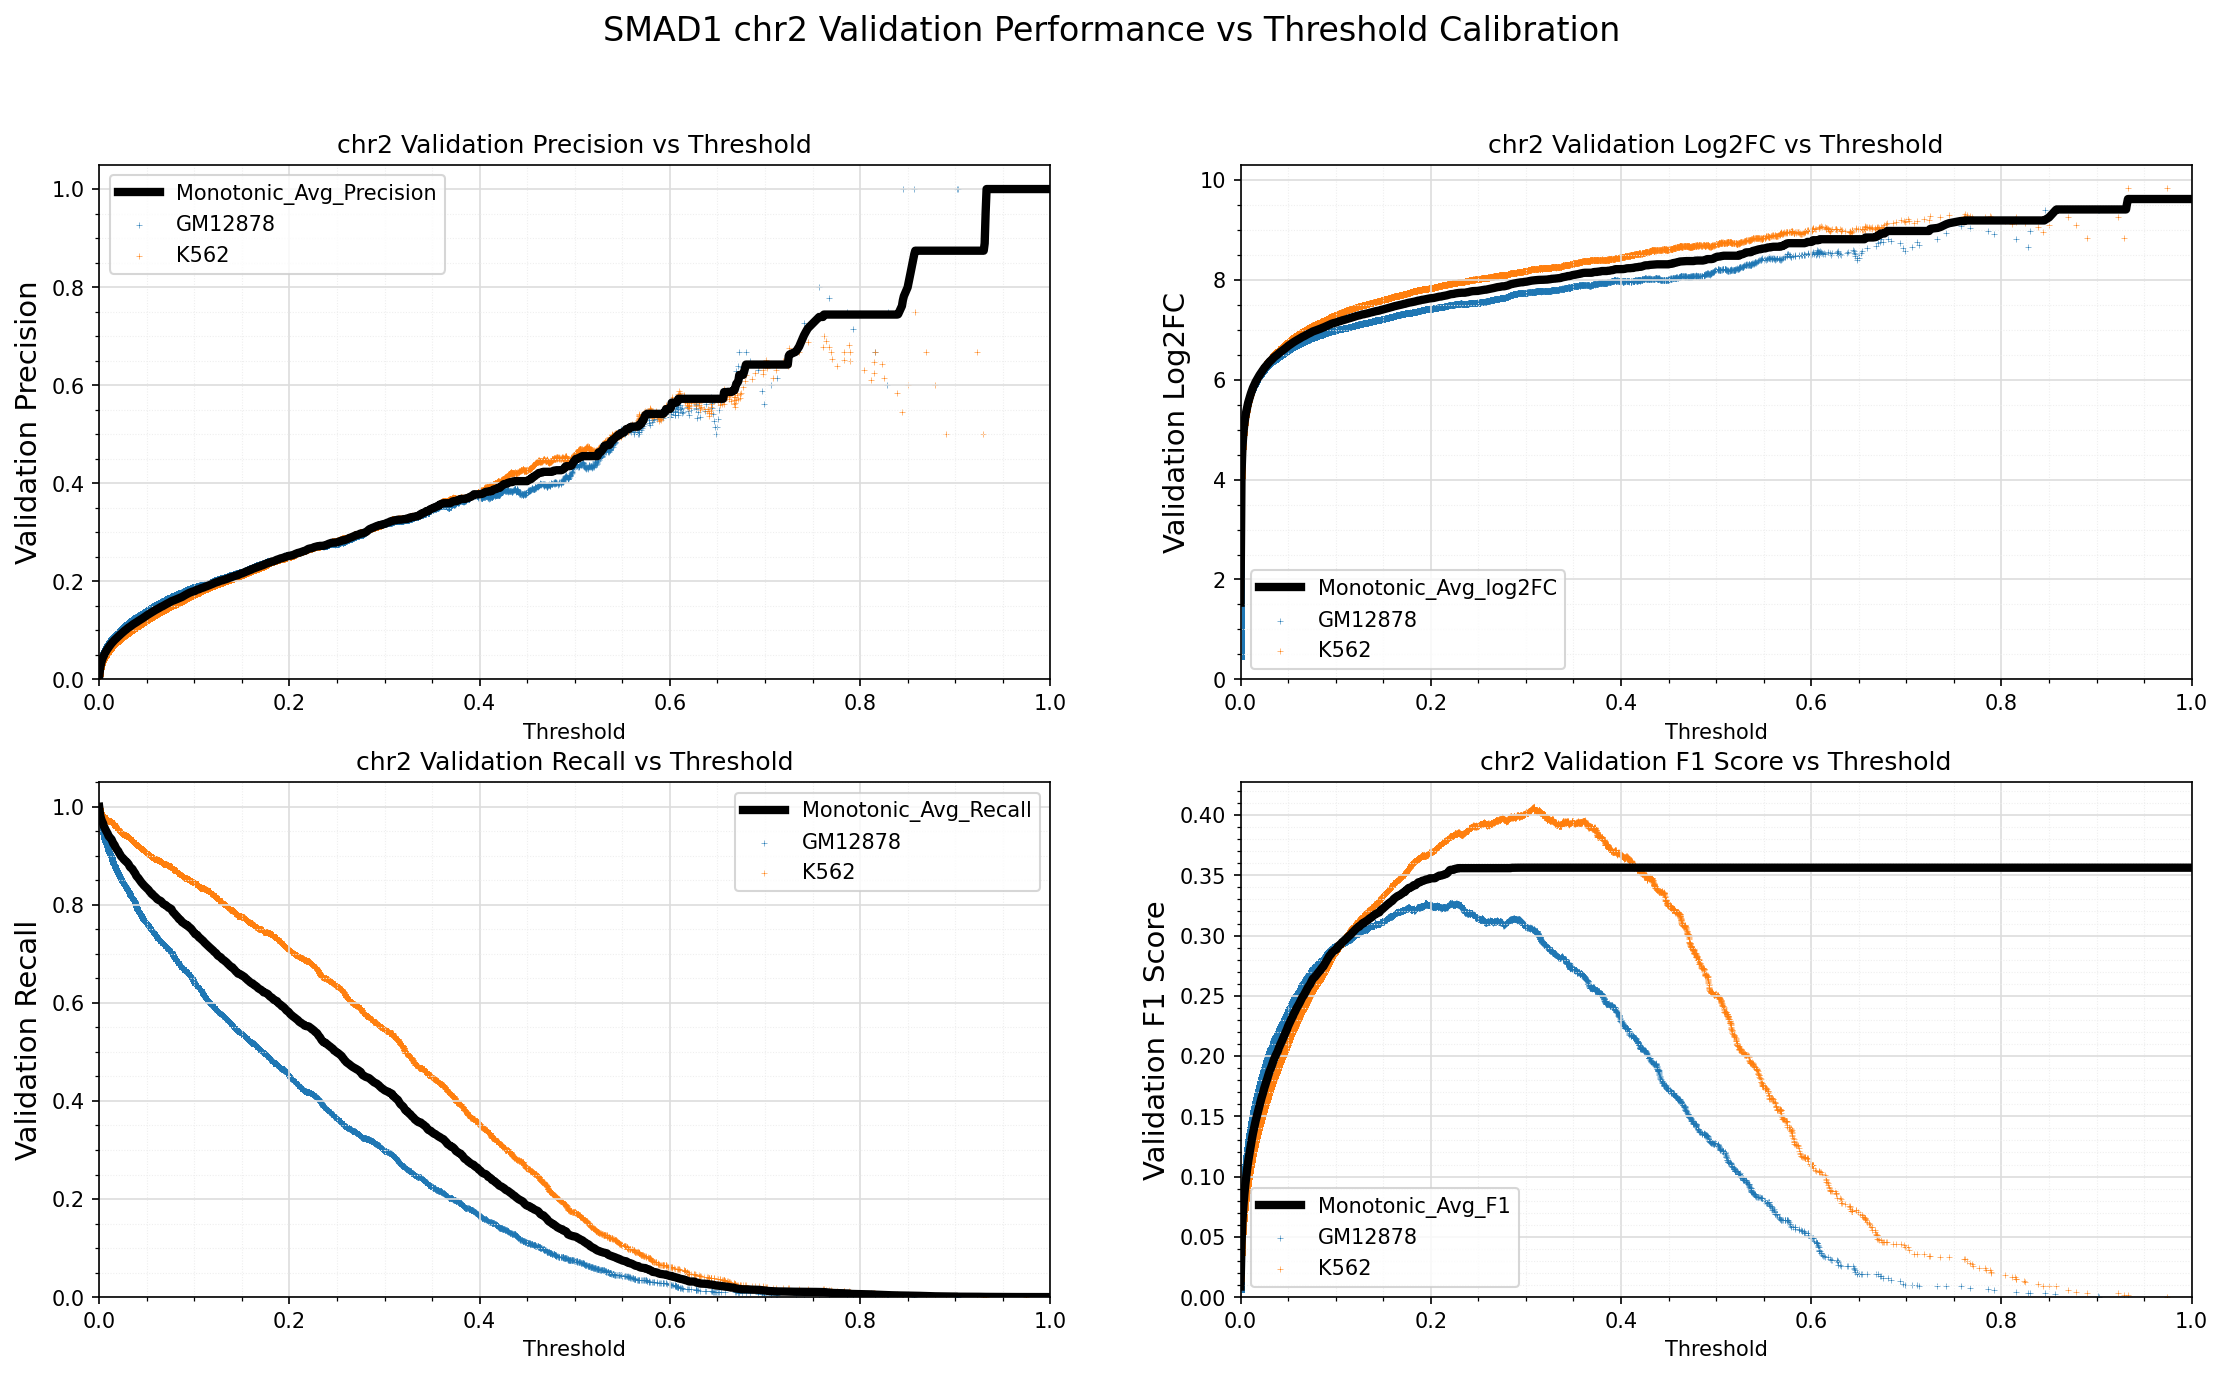 SMAD1 chr2 Validation Performance vs Threshold Calibration
chr2 Validation Precision vs Threshold
Validation Precision
1.0
0.8
0.6
0.4
0.2
0.0
Monotonic_Avg_Precision
GM12878
K562
0.0 0.2 0.4 0.6 0.8 1.0
Threshold
chr2 Validation Log2FC vs Threshold
Validation Log2FC
10
8
6
4
2
0
Monotonic_Avg_log2FC
GM12878
K562
0.0 0.2 0.4 0.6 0.8 1.0
Threshold
chr2 Validation Recall vs Threshold
Validation Recall
1.0
0.8
0.6
0.4
0.2
0.0
Monotonic_Avg_Recall
GM12878
K562
0.0 0.2 0.4 0.6 0.8 1.0
Threshold
chr2 Validation F1 Score vs Threshold
Validation F1 Score
0.40
0.35
0.30
0.25
0.20
0.15
0.10
0.05
0.00
Monotonic_Avg_F1
GM12878
K562
0.0 0.2 0.4 0.6 0.8 1.0
Threshold